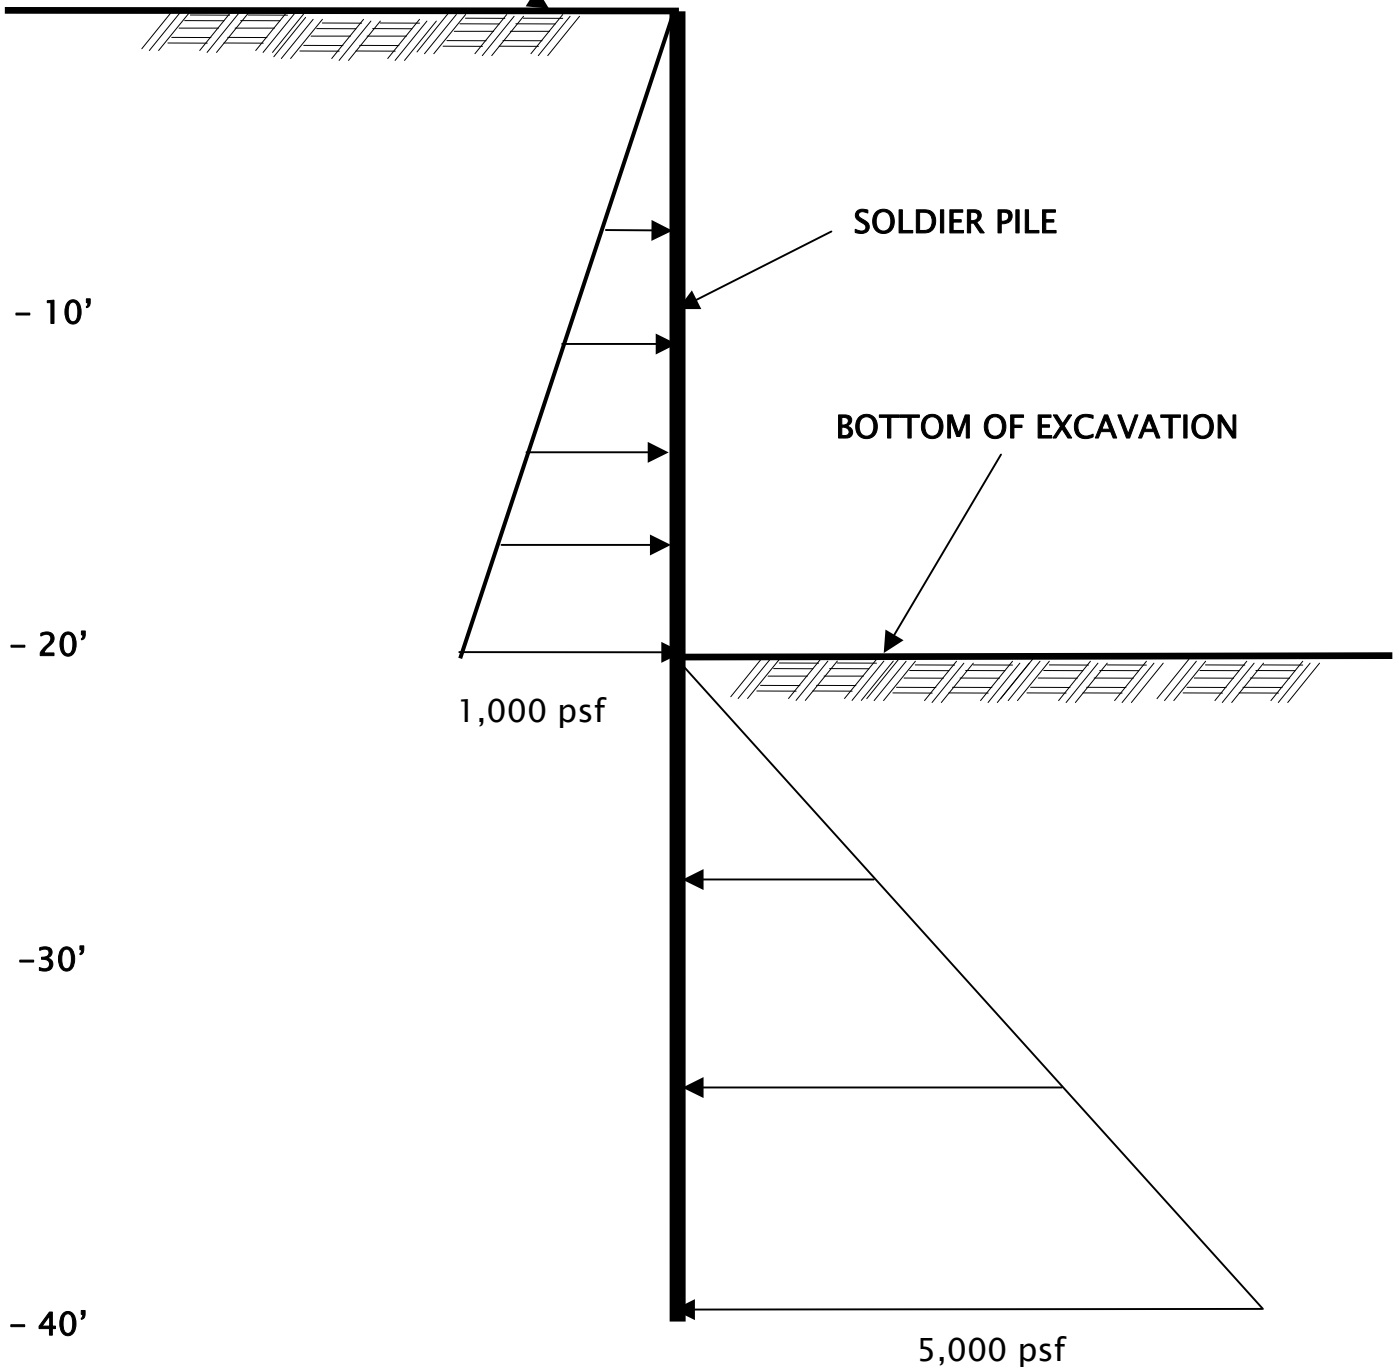 SOLDIER PILE
– 10’
BOTTOM OF EXCAVATION
– 20’
1,000 psf
–30’
– 40’
5,000 psf